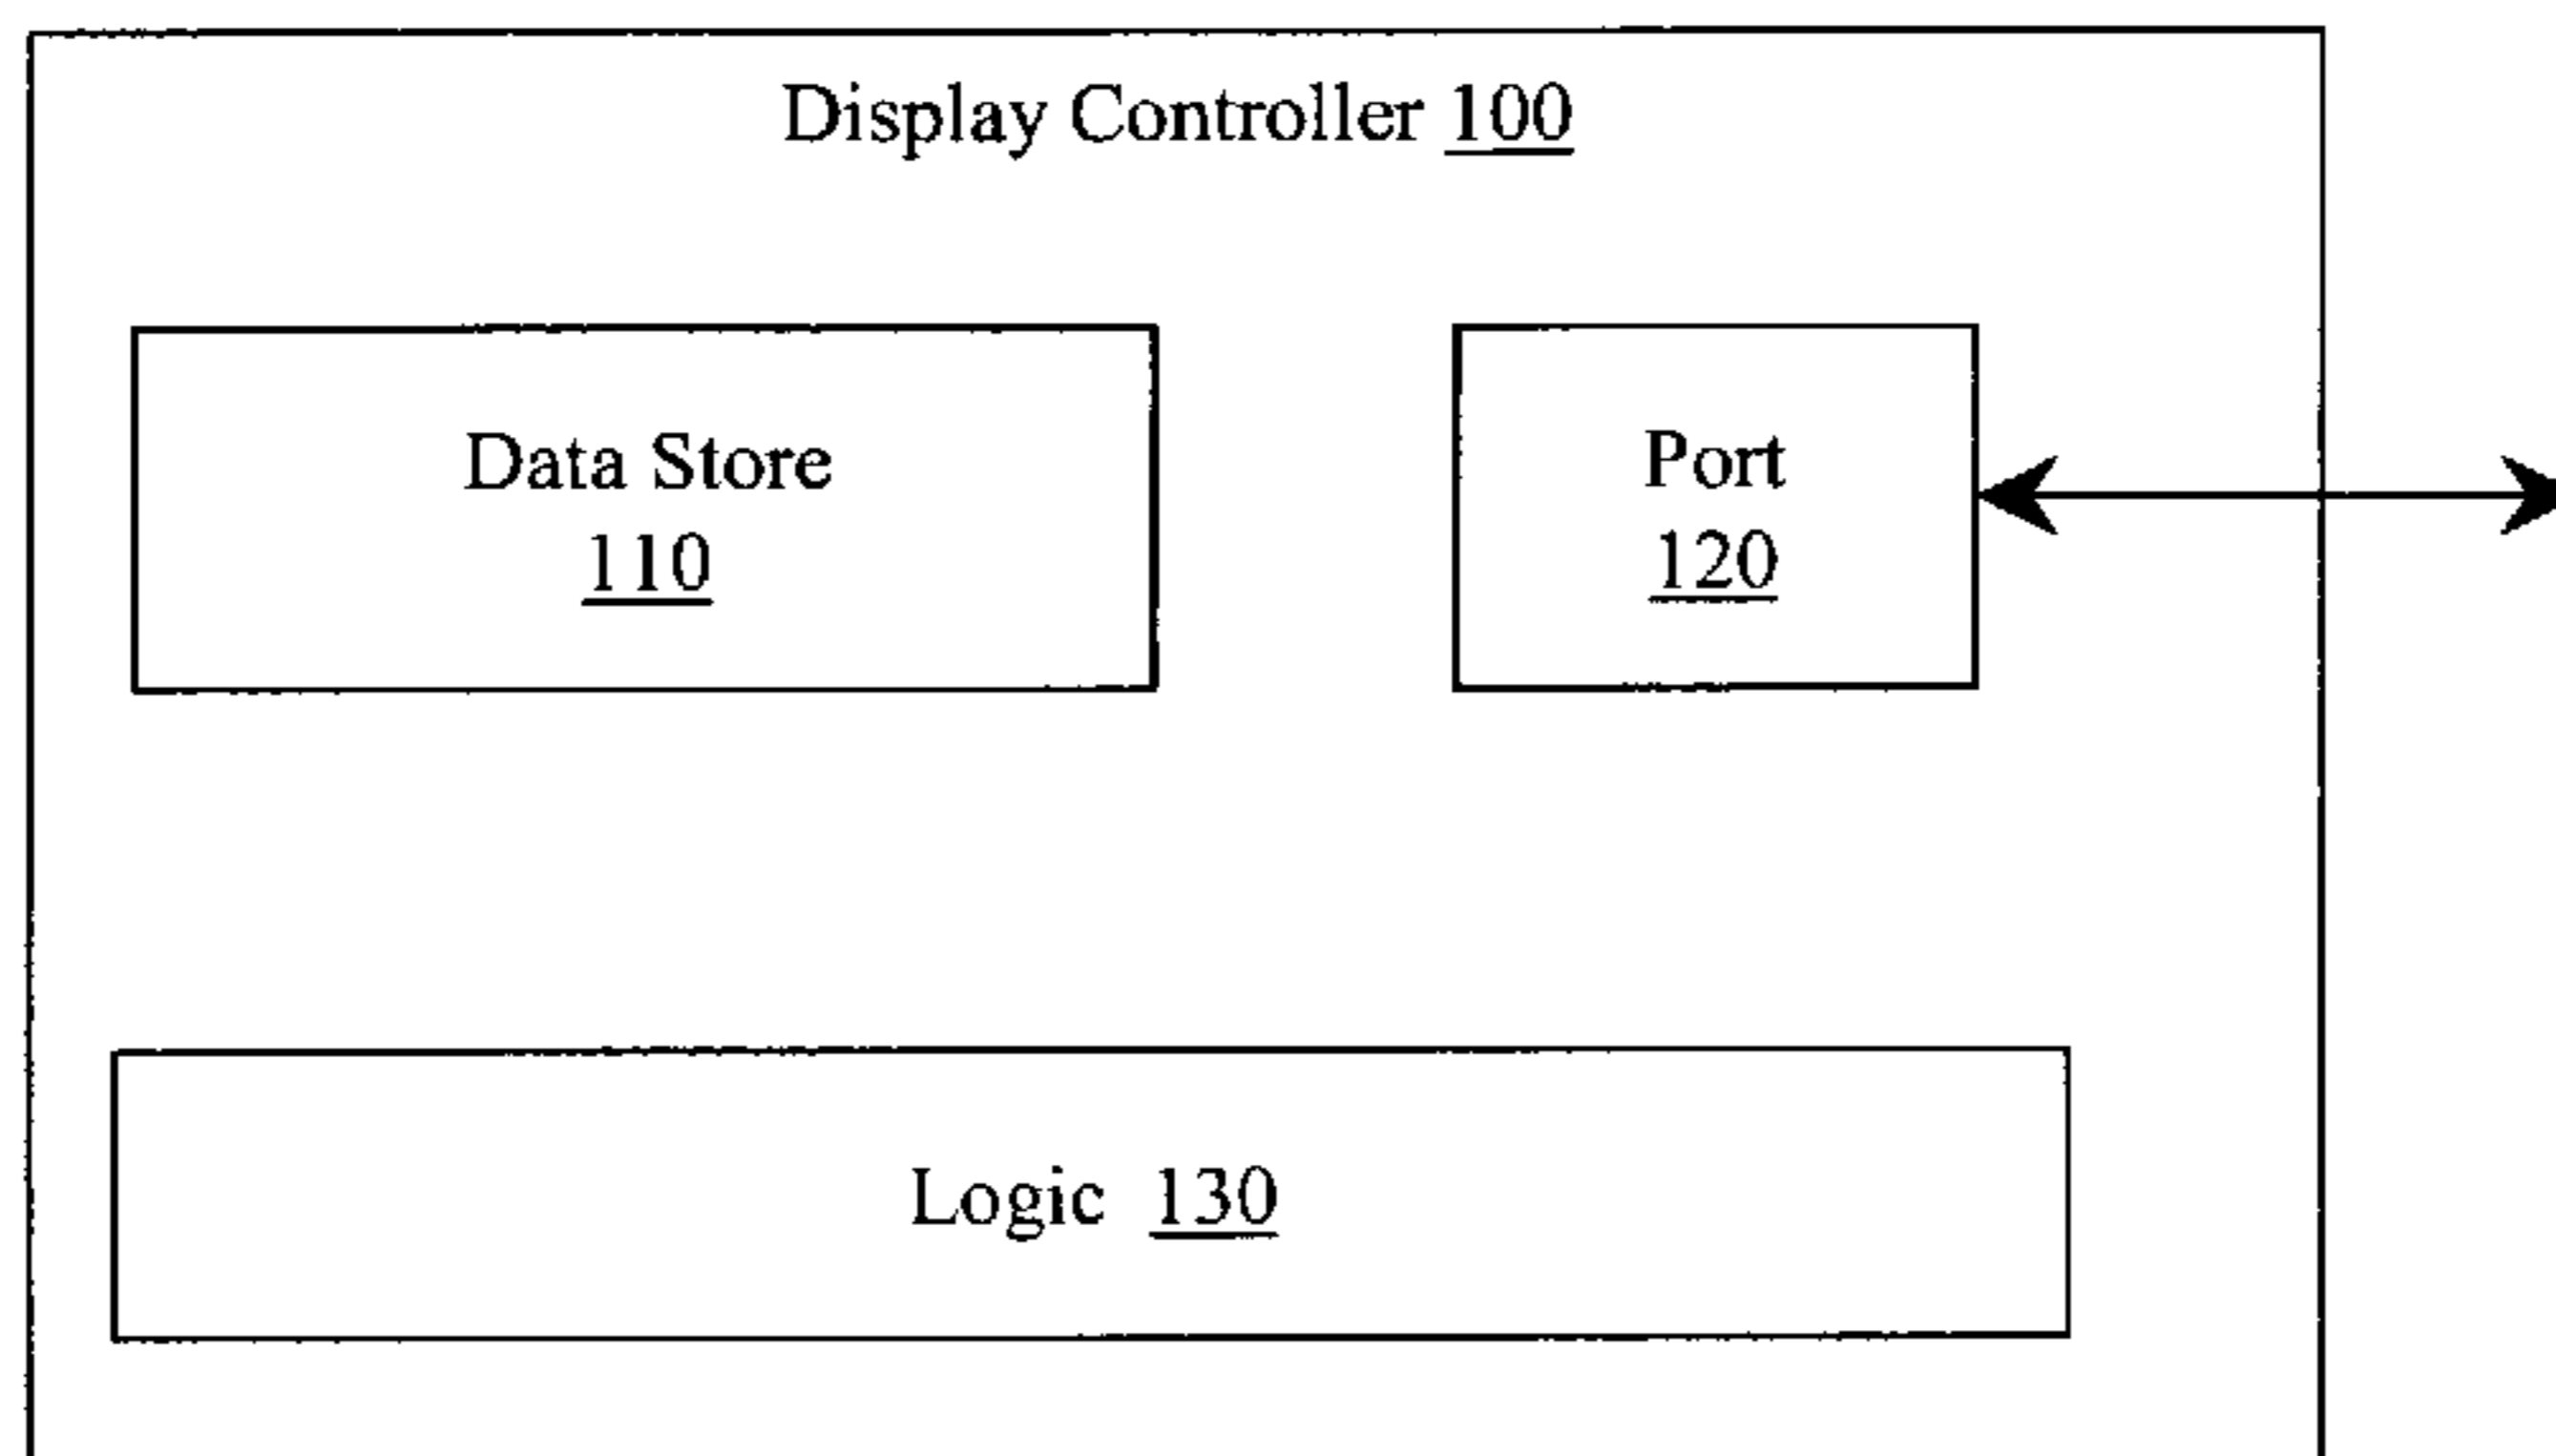 Display Controller 100
Data Store
110
Port
120
Logic 130